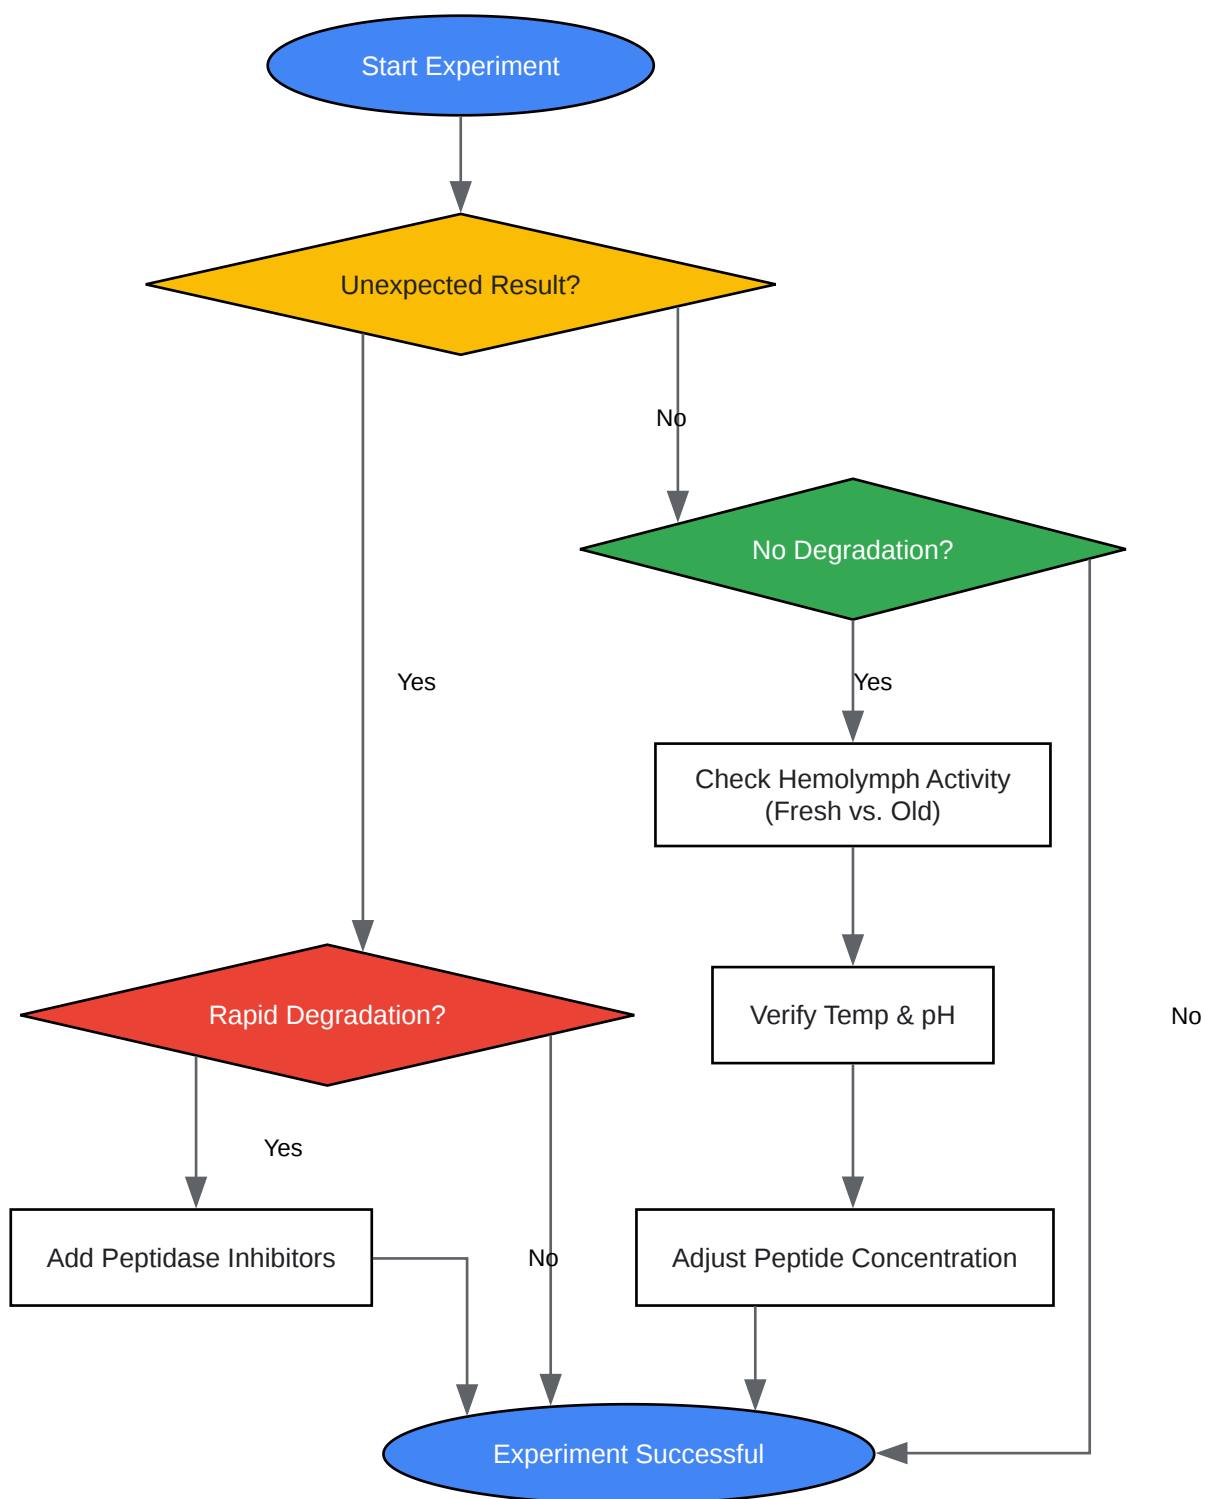 Start Experiment
Unexpected Result?
No
No Degradation?
Yes
Yes
Check Hemolymph Activity
(Fresh vs. Old)
Rapid Degradation?
Verify Temp & pH
No
Yes
Add Peptidase Inhibitors
No
Adjust Peptide Concentration
Experiment Successful